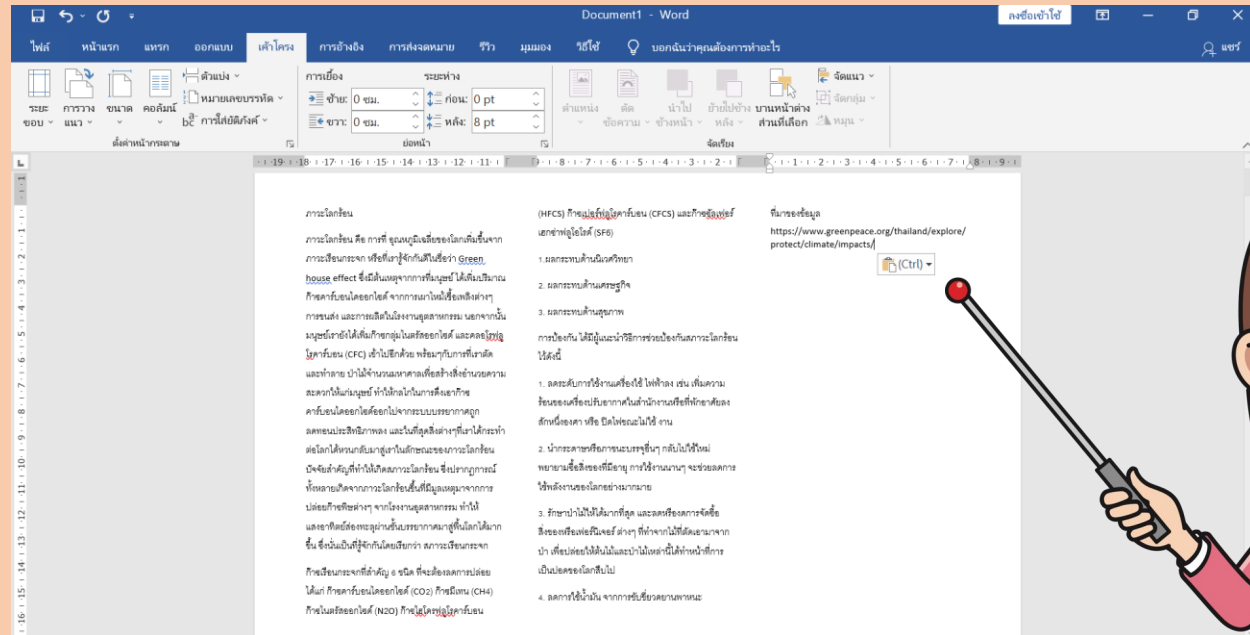 Document1 - Word
ลงชื่อเข้าใช้
ไฟล์ หน้าแรก แทรก ออกแบบ เค้าโครง การอ้างอิง การส่งจดหมาย รีวิว มุมมอง วิธีใช้ บอกฉันว่าคุณต้องการทำอะไร แชร์
ระยะขอบ
การวางแนว
ขนาด
คอลัมน์
ตัวแบ่ง
หมายเลขบรรทัด
bc การใส่ยัติภังค์
ตั้งค่าหน้ากระดาษ
การเยื้อง
ซ้าย: 0 ซม.
ขวา: 0 ซม.
ระยะห่าง
ก่อน: 0 pt
หลัง: 8 pt
ย่อหน้า
ตำแหน่ง
ตัดข้อความ
นำไปข้างหน้า
ย้ายไปข้างหลัง
บานหน้าต่างส่วนที่เลือก
จัดแนว
จัดกลุ่ม
หมุน
จัดเรียง
ภาวะโลกร้อน
ภาวะโลกร้อน คือ การที่ อุณหภูมิเฉลี่ยของโลกเพิ่มขึ้นจาก
ภาวะเรือนกระจก หรือที่เรารู้จักกันดีในชื่อว่า Green
house effect ซึ่งมีต้นเหตุจากการที่มนุษย์ ได้เพิ่มปริมาณ
ก๊าซคาร์บอนไดออกไซด์ จากการเผาไหม้เชื้อเพลิงต่างๆ
การขนส่ง และการผลิตในโรงงานอุตสาหกรรม นอกจากนั้น
มนุษย์เรายังได้เพิ่มก๊าซกลุ่มไนตรัสออกไซด์ และคลอโรฟลู
โรคาร์บอน (CFC) เข้าไปอีกด้วย พร้อมๆกับการที่เราตัด
และทำลาย ป่าไม้จำนวนมหาศาลเพื่อสร้างสิ่งอำนวยความ
สะดวกให้แก่มนุษย์ ทำให้กลไกในการดึงเอาก๊าซ
คาร์บอนไดออกไซด์ออกไปจากระบบบรรยากาศถูก
ลดทอนประสิทธิภาพลง และในที่สุดสิ่งต่างๆที่เราได้กระทำ
ต่อโลกได้หวนกลับมาสู่เราในลักษณะของภาวะโลกร้อน
ปัจจัยสำคัญที่ทำให้เกิดสภาวะโลกร้อน ซึ่งปรากฏการณ์
ทั้งหลายเกิดจากภาวะโลกร้อนขึ้นที่มีมูลเหตุมาจากการ
ปล่อยก๊าซพิษต่างๆ จากโรงงานอุตสาหกรรม ทำให้
แสงอาทิตย์ส่องทะลุผ่านชั้นบรรยากาศมาสู่พื้นโลกได้มาก
ขึ้น ซึ่งนั่นเป็นที่รู้จักกันโดยเรียกว่า สภาวะเรือนกระจก
ก๊าซเรือนกระจกที่สำคัญ 6 ชนิด ที่จะต้องลดการปล่อย
ได้แก่ ก๊าซคาร์บอนไดออกไซด์ (CO2) ก๊าซมีเทน (CH4)
ก๊าซไนตรัสออกไซด์ (N2O) ก๊าซไฮโดรฟลูโรคาร์บอน
(HFCS) ก๊าซเปอร์ฟลูโรคาร์บอน (CFCS) และก๊าซซัลเฟอร์
เฮกซ่าฟลูโอไรด์ (SF6)
1.ผลกระทบด้านนิเวศวิทยา
2. ผลกระทบด้านเศรษฐกิจ
3. ผลกระทบด้านสุขภาพ
การป้องกัน ได้มีผู้แนะนำวิธีการช่วยป้องกันสภาวะโลกร้อน
ไว้ดังนี้
1. ลดระดับการใช้งานเครื่องใช้ ไฟฟ้าลง เช่น เพิ่มความ
ร้อนของเครื่องปรับอากาศในสำนักงานหรือที่พักอาศัยลง
สักหนึ่งองศา หรือ ปิดไฟขณะไม่ใช้ งาน
2. นำกระดาษหรือภาชนะบรรจุอื่นๆ กลับไปใช้ใหม่
พยายามซื้อสิ่งของที่มีอายุ การใช้งานนานๆ จะช่วยลดการ
ใช้พลังงานของโลกอย่างมากมาย
3. รักษาป่าไม้ให้ได้มากที่สุด และลดหรืองดการจัดซื้อ
สิ่งของหรือเฟอร์นิเจอร์ ต่างๆ ที่ทำจากไม้ที่ตัดเอามาจาก
ป่า เพื่อปล่อยให้ต้นไม้และป่าไม้เหล่านี้ได้ทำหน้าที่การ
เป็นปอดของโลกสืบไป
4. ลดการใช้น้ำมัน จากการขับขี่ยวดยานพาหนะ
ที่มาของข้อมูล
https://www.greenpeace.org/thailand/explore/
protect/climate/impacts/
(Ctrl)